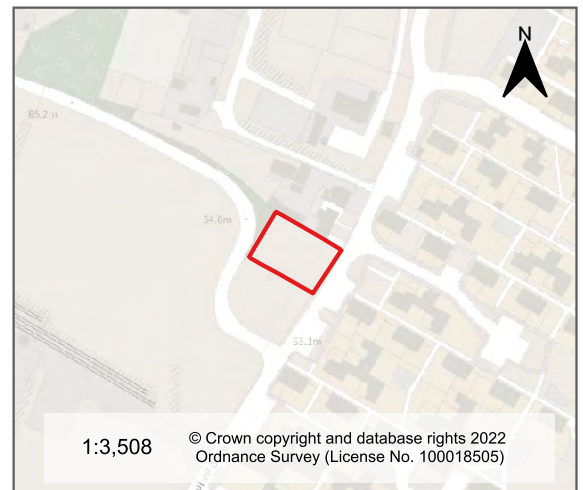 N
85.2 m
54.6m
53.1m
1:3,508
© Crown copyright and database rights 2022
Ordnance Survey (License No. 100018505)